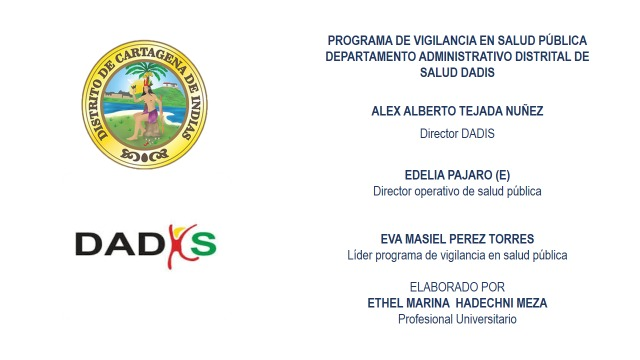 DISTRITO DE CARTAGENA DE INDIAS
DADIS
PROGRAMA DE VIGILANCIA EN SALUD PÚBLICA
DEPARTAMENTO ADMINISTRATIVO DISTRITAL DE
SALUD DADIS
ALEX ALBERTO TEJADA NUÑEZ
Director DADIS
EDELIA PAJARO (E)
Director operativo de salud pública
EVA MASIEL PEREZ TORRES
Líder programa de vigilancia en salud pública
ELABORADO POR
ETHEL MARINA HADECHNI MEZA
Profesional Universitario